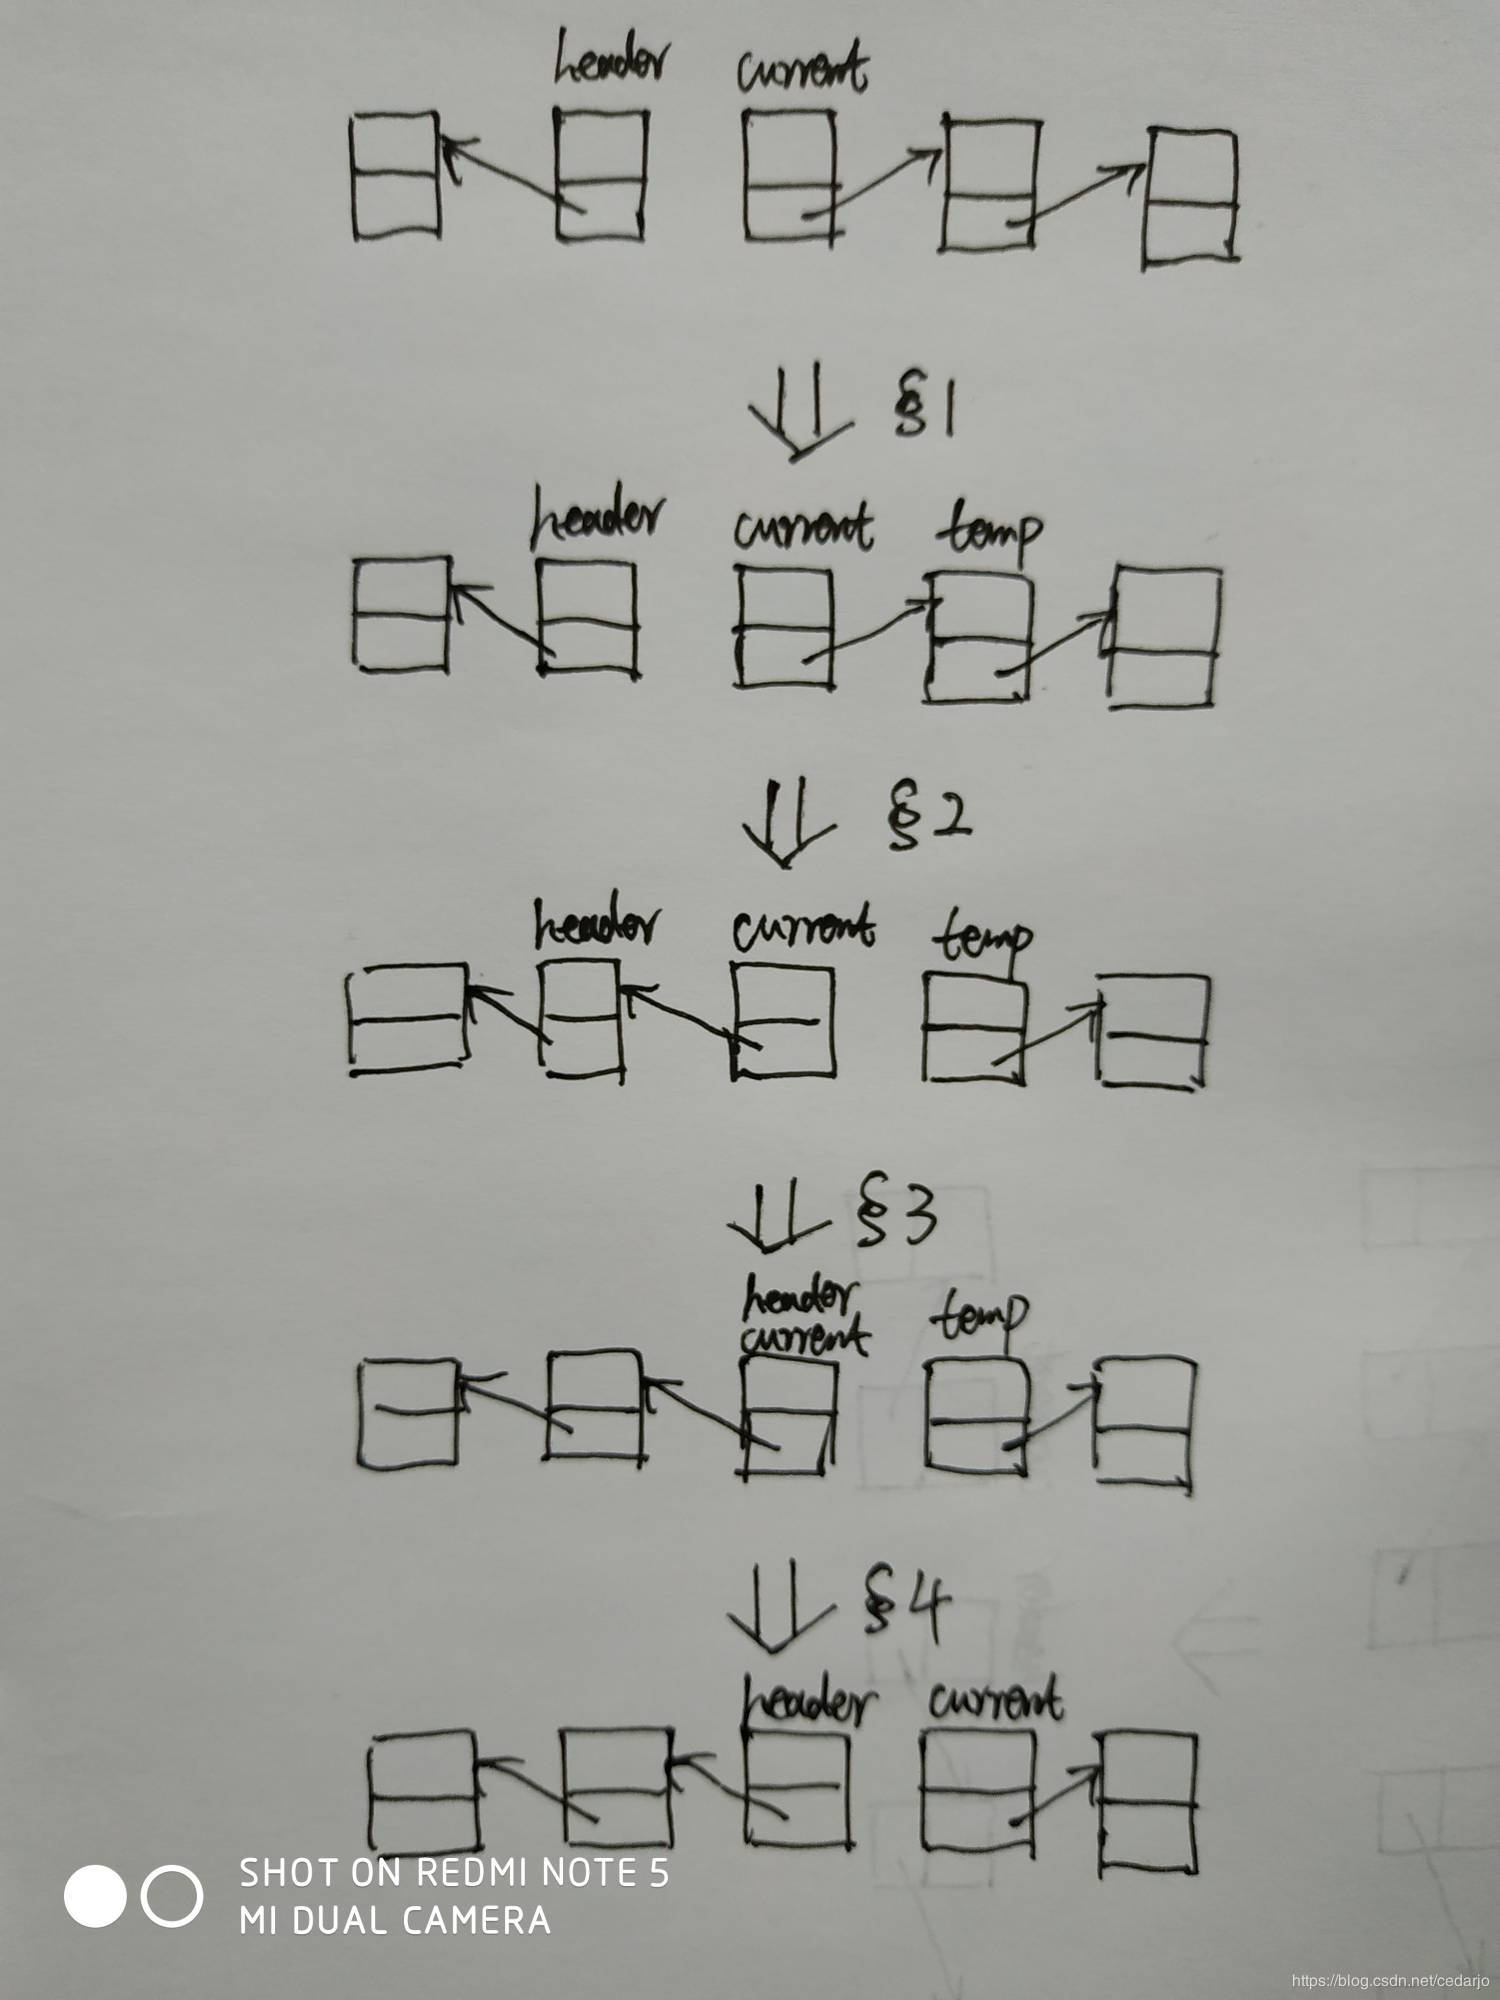 header current
§1
header current temp
§2
header current temp
§3
header temp
current
§4
header current
SHOT ON REDMI NOTE 5
MI DUAL CAMERA
https://blog.csdn.net/cedarjo